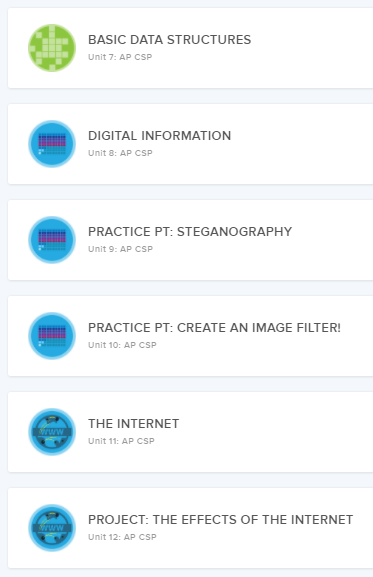 BASIC DATA STRUCTURES
Unit 7: AP CSP
DIGITAL INFORMATION
Unit 8: AP CSP
PRACTICE PT: STEGANOGRAPHY
Unit 9: AP CSP
PRACTICE PT: CREATE AN IMAGE FILTER!
Unit 10: AP CSP
THE INTERNET
Unit 11: AP CSP
PROJECT: THE EFFECTS OF THE INTERNET
Unit 12: AP CSP